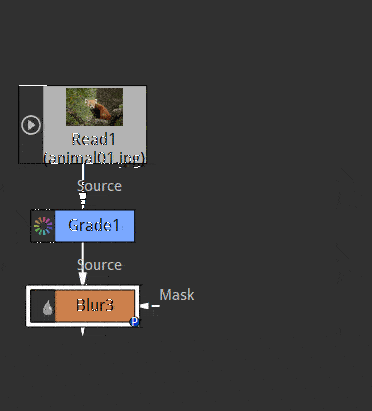 Read1
(animal01.jpg)
Source
Grade1
Source
Mask
Blur3
P